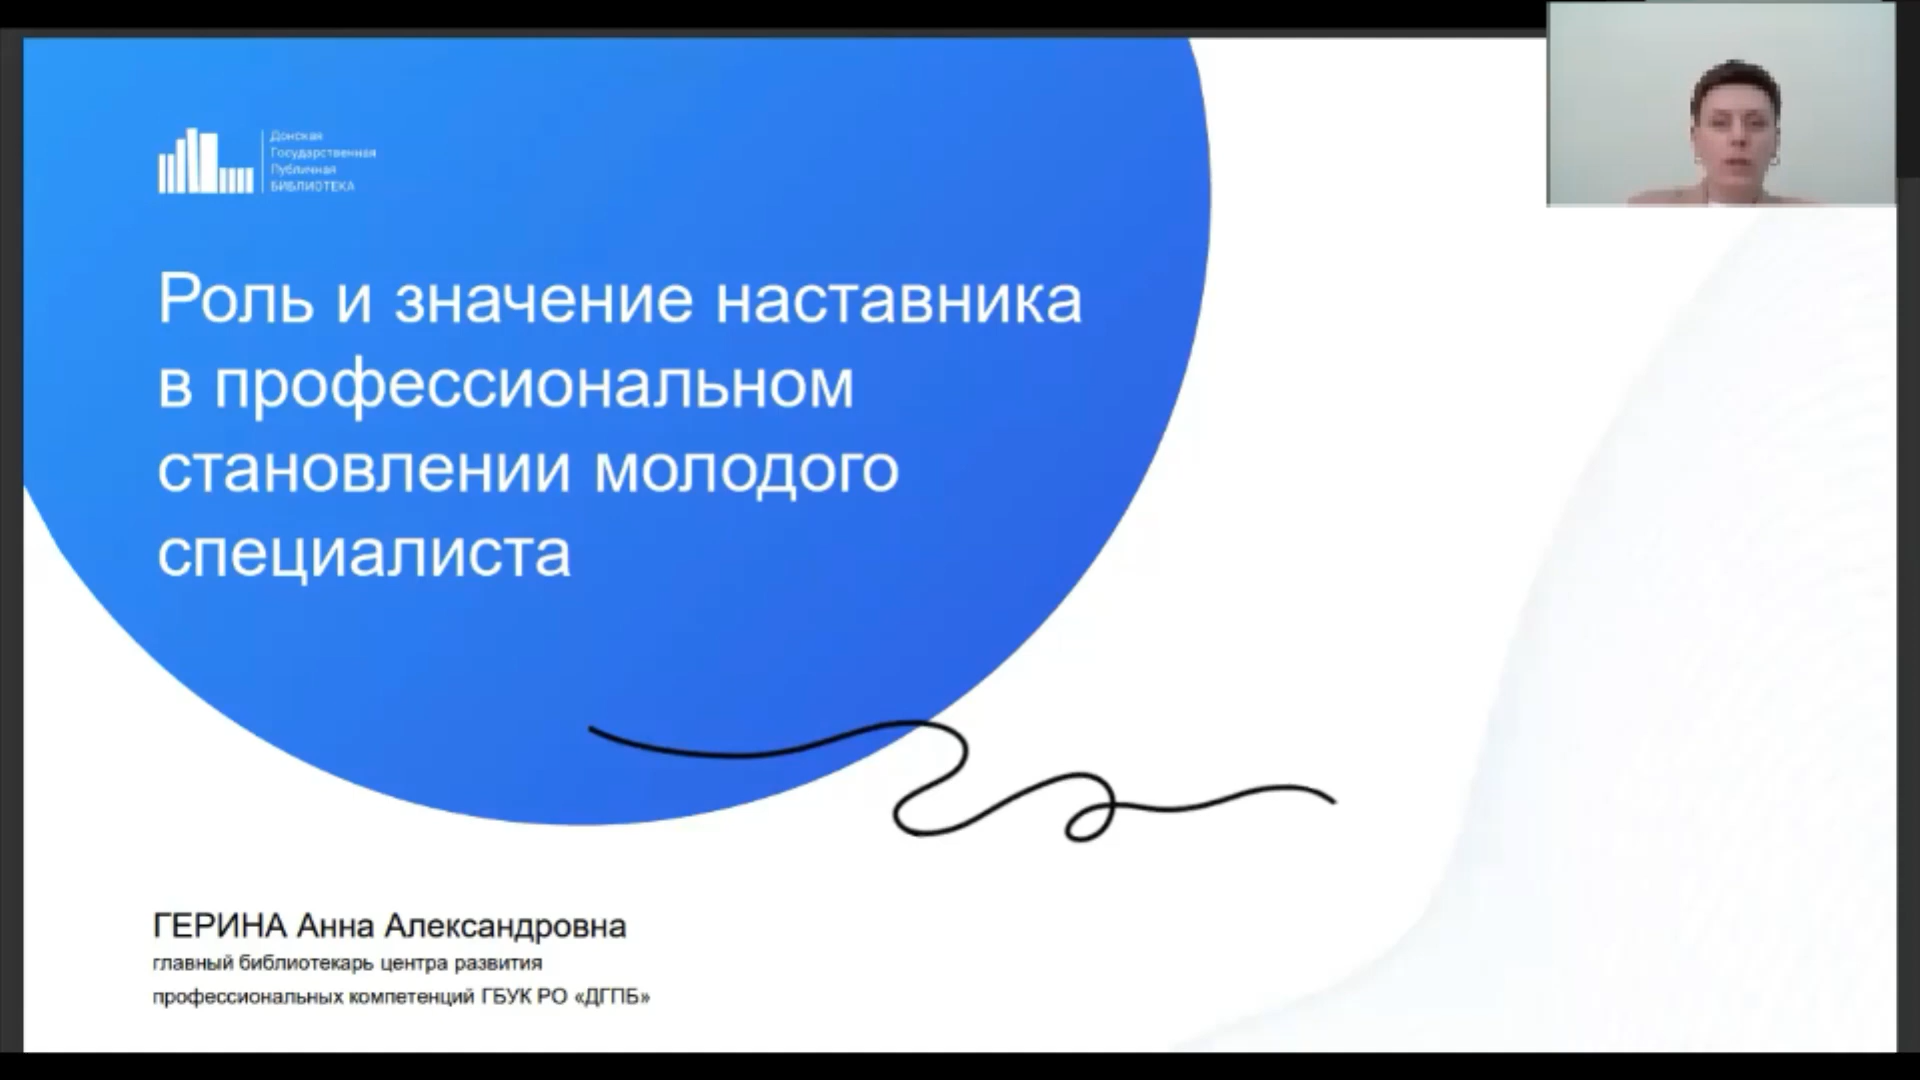 Донская
Государственная
Публичная
БИБЛИОТЕКА
Роль и значение наставника
в профессиональном
становлении молодого
специалиста
ГЕРИНА Анна Александровна
главный библиотекарь центра развития
профессиональных компетенций ГБУК РО «ДГПБ»